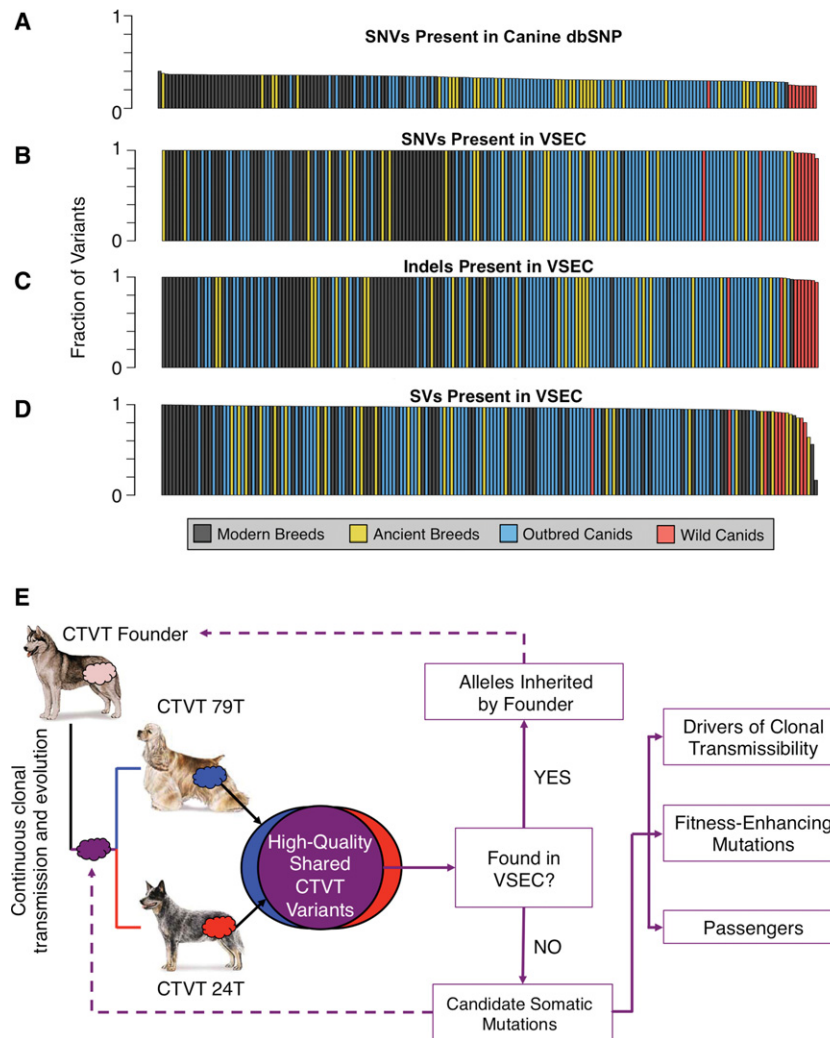 A
SNVs Present in Canine dbSNP
1
0
B
SNVs Present in VSEC
1
0
Fraction of Variants
C
Indels Present in VSEC
1
0
D
SVs Present in VSEC
1
0
Modern Breeds
Ancient Breeds
Outbred Canids
Wild Canids
E
CTVT Founder
Continuous clonal
transmission and evolution
CTVT 79T
CTVT 24T
High-Quality
Shared
CTVT
Variants
Found in
VSEC?
YES
Alleles Inherited
by Founder
NO
Candidate Somatic
Mutations
Drivers of Clonal
Transmissibility
Fitness-Enhancing
Mutations
Passengers